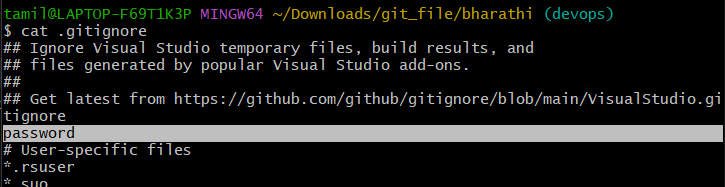 tamil@LAPTOP-F69T1K3P MINGW64 ~/Downloads/git_file/bharathi (devops)
$ cat .gitignore
## Ignore Visual Studio temporary files, build results, and
## files generated by popular Visual Studio add-ons.
##
## Get latest from https://github.com/github/gitignore/blob/main/VisualStudio.gi
tignore
password
# User-specific files
*.rsuser
*.suo